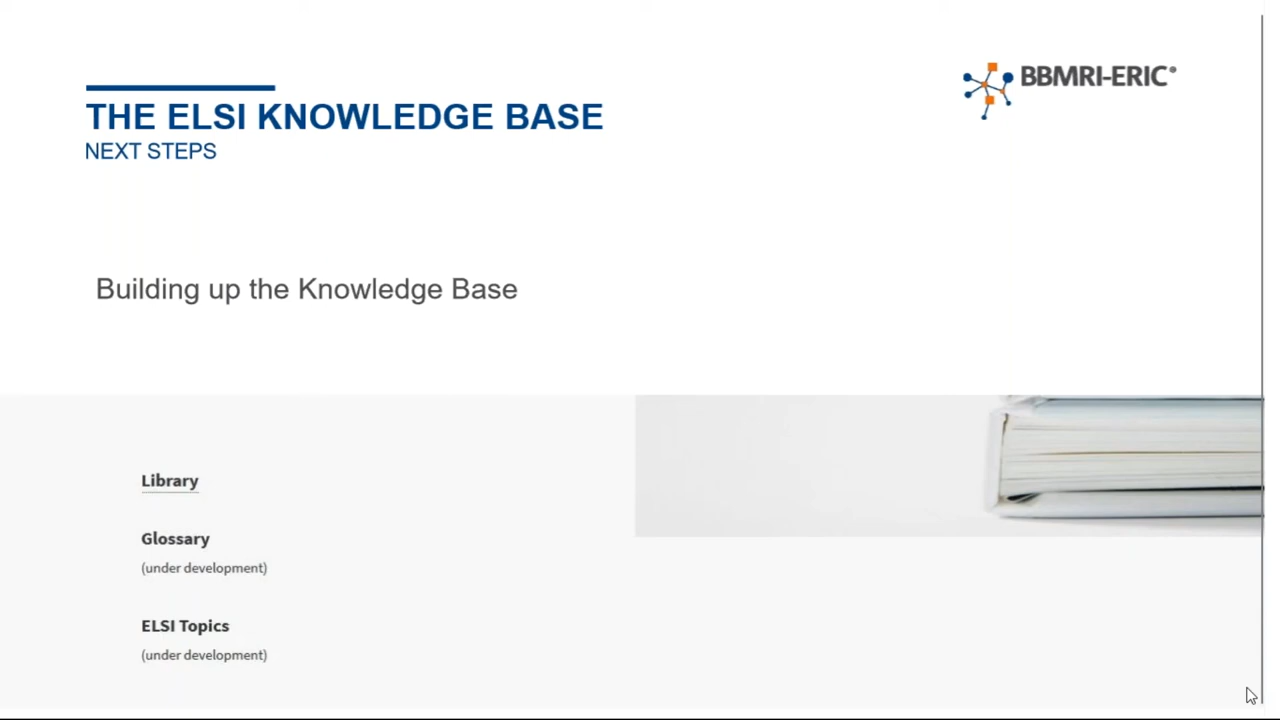 BBMRI-ERIC®
THE ELSI KNOWLEDGE BASE
NEXT STEPS
Building up the Knowledge Base
Library
Glossary
(under development)
ELSI Topics
(under development)